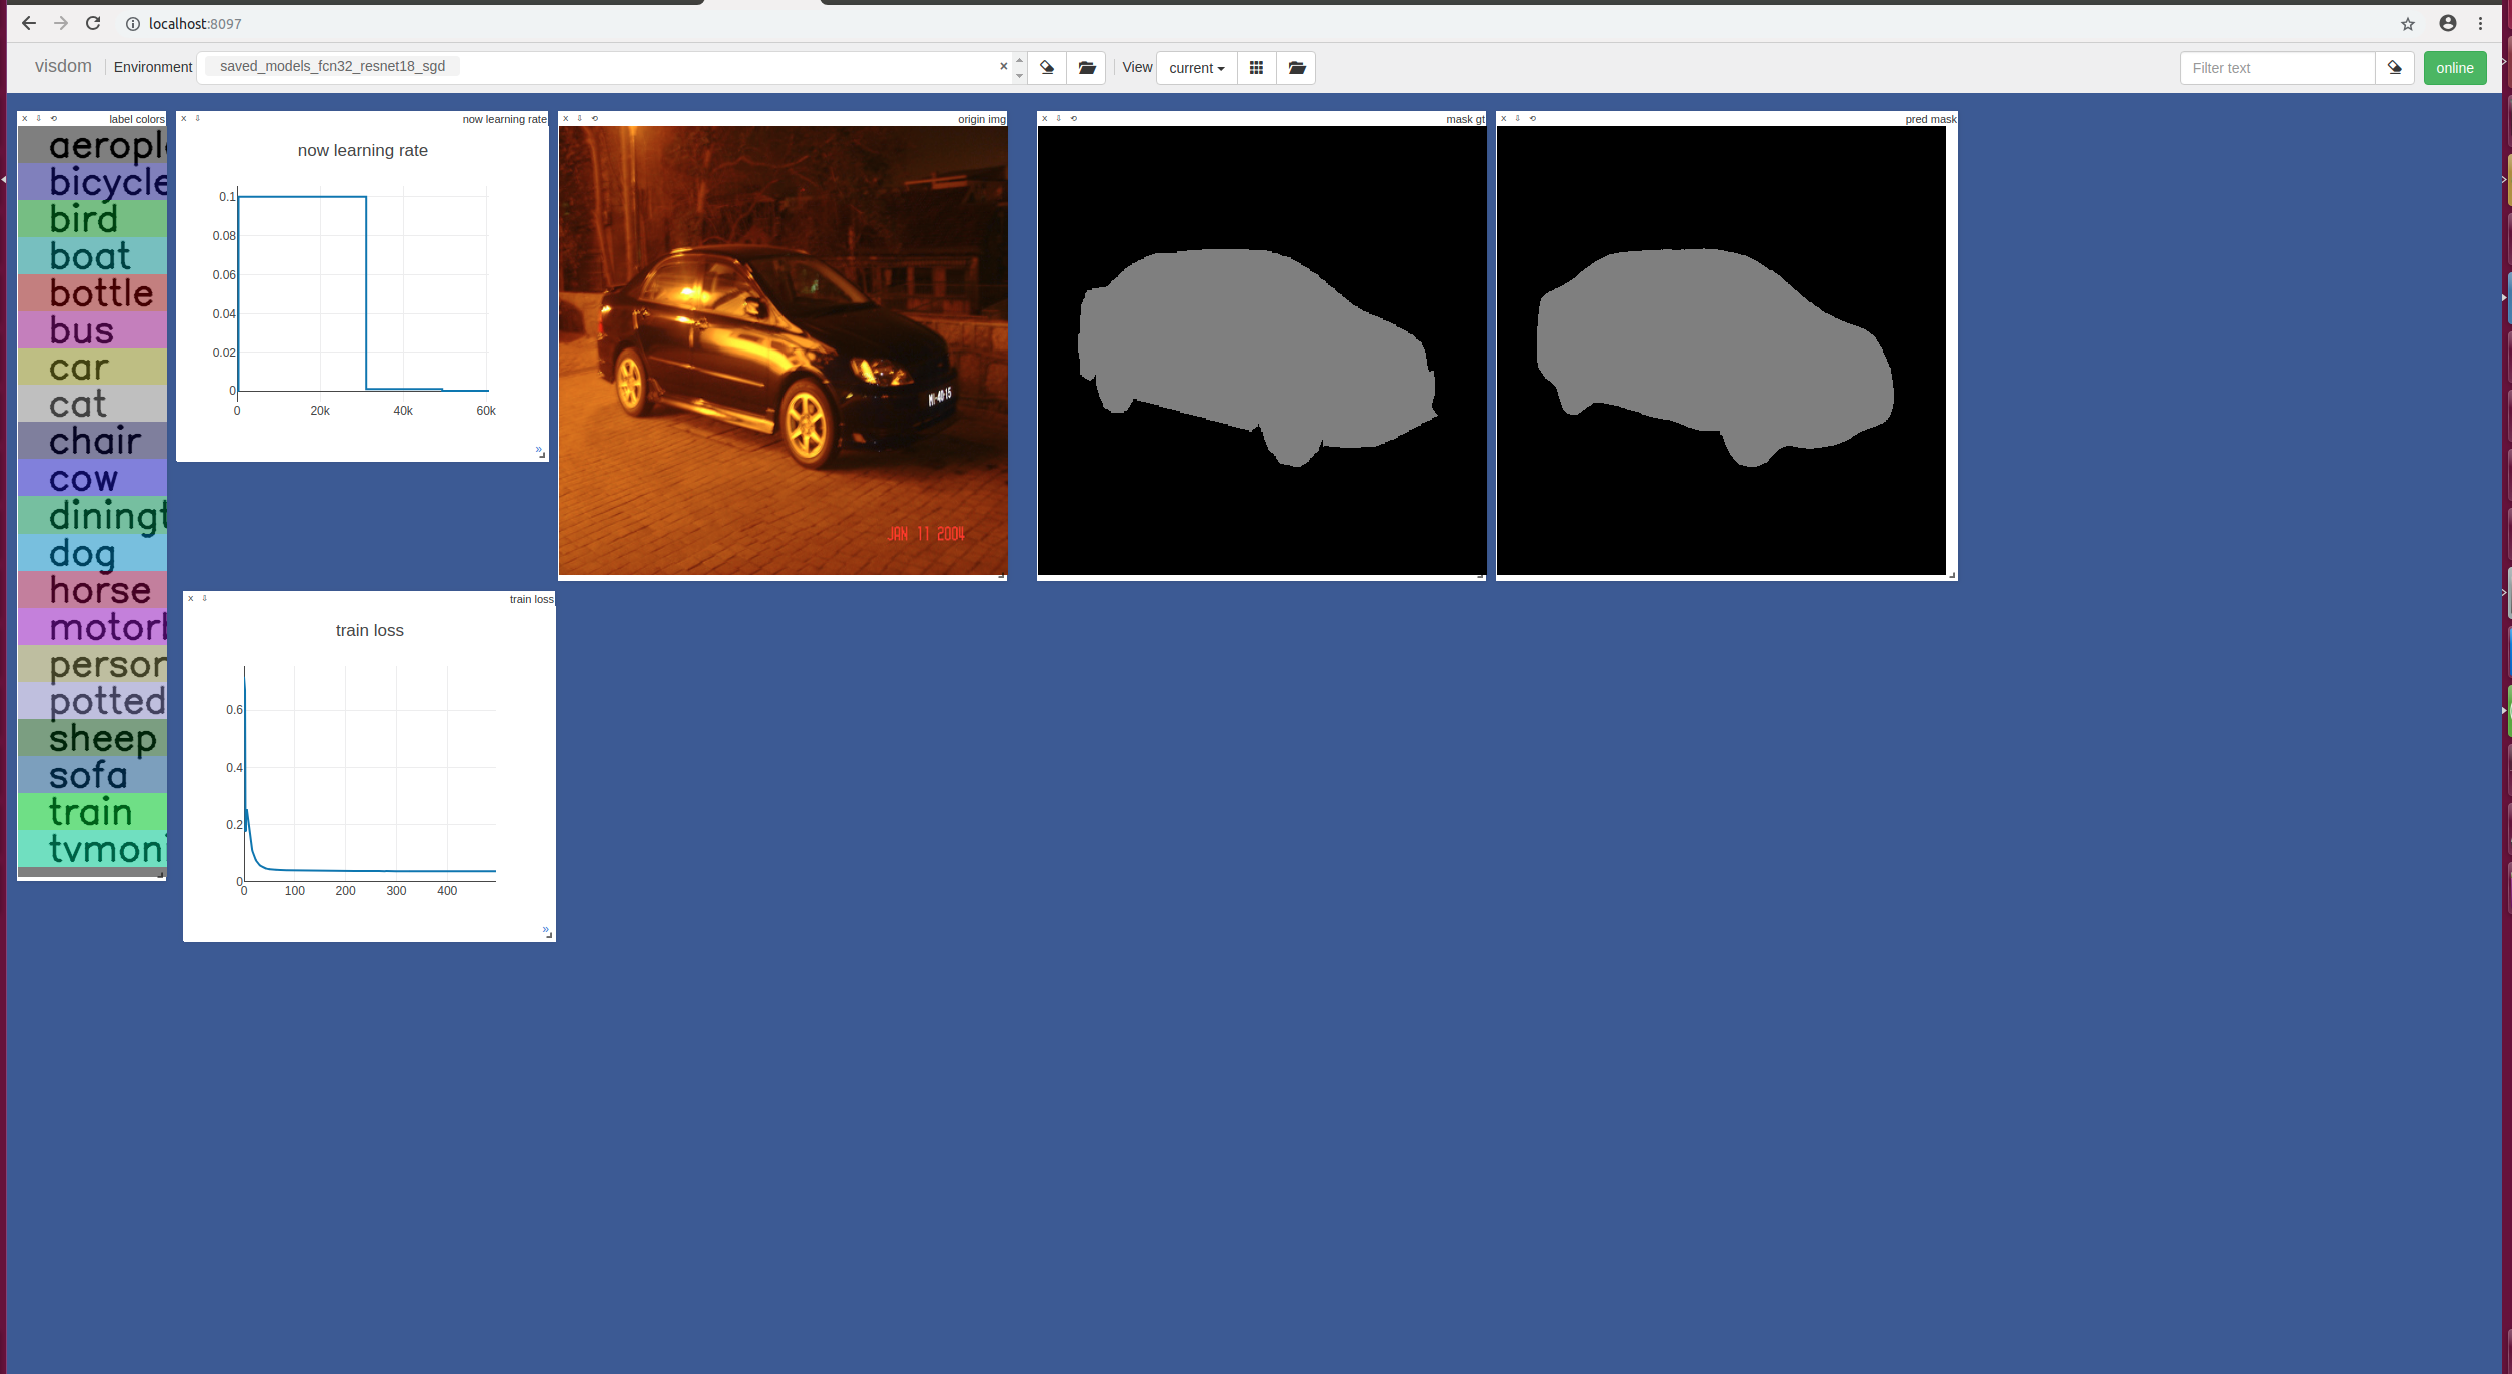 localhost:8097
visdom Environment saved_models_fcn32_resnet18_sgd × View current Filter text online
X label colors
aeropl
bicycle
bird
boat
bottle
bus
car
cat
chair
cow
diningt
dog
horse
motorb
person
potted
sheep
sofa
train
tvmoni
X now learning rate
now learning rate
0.1
0.08
0.06
0.04
0.02
0
0 20k 40k 60k
»
X origin img
MI-40-15
JAN 11 2004
X mask gt
X pred mask
X train loss
train loss
0.6
0.4
0.2
0
0 100 200 300 400
»